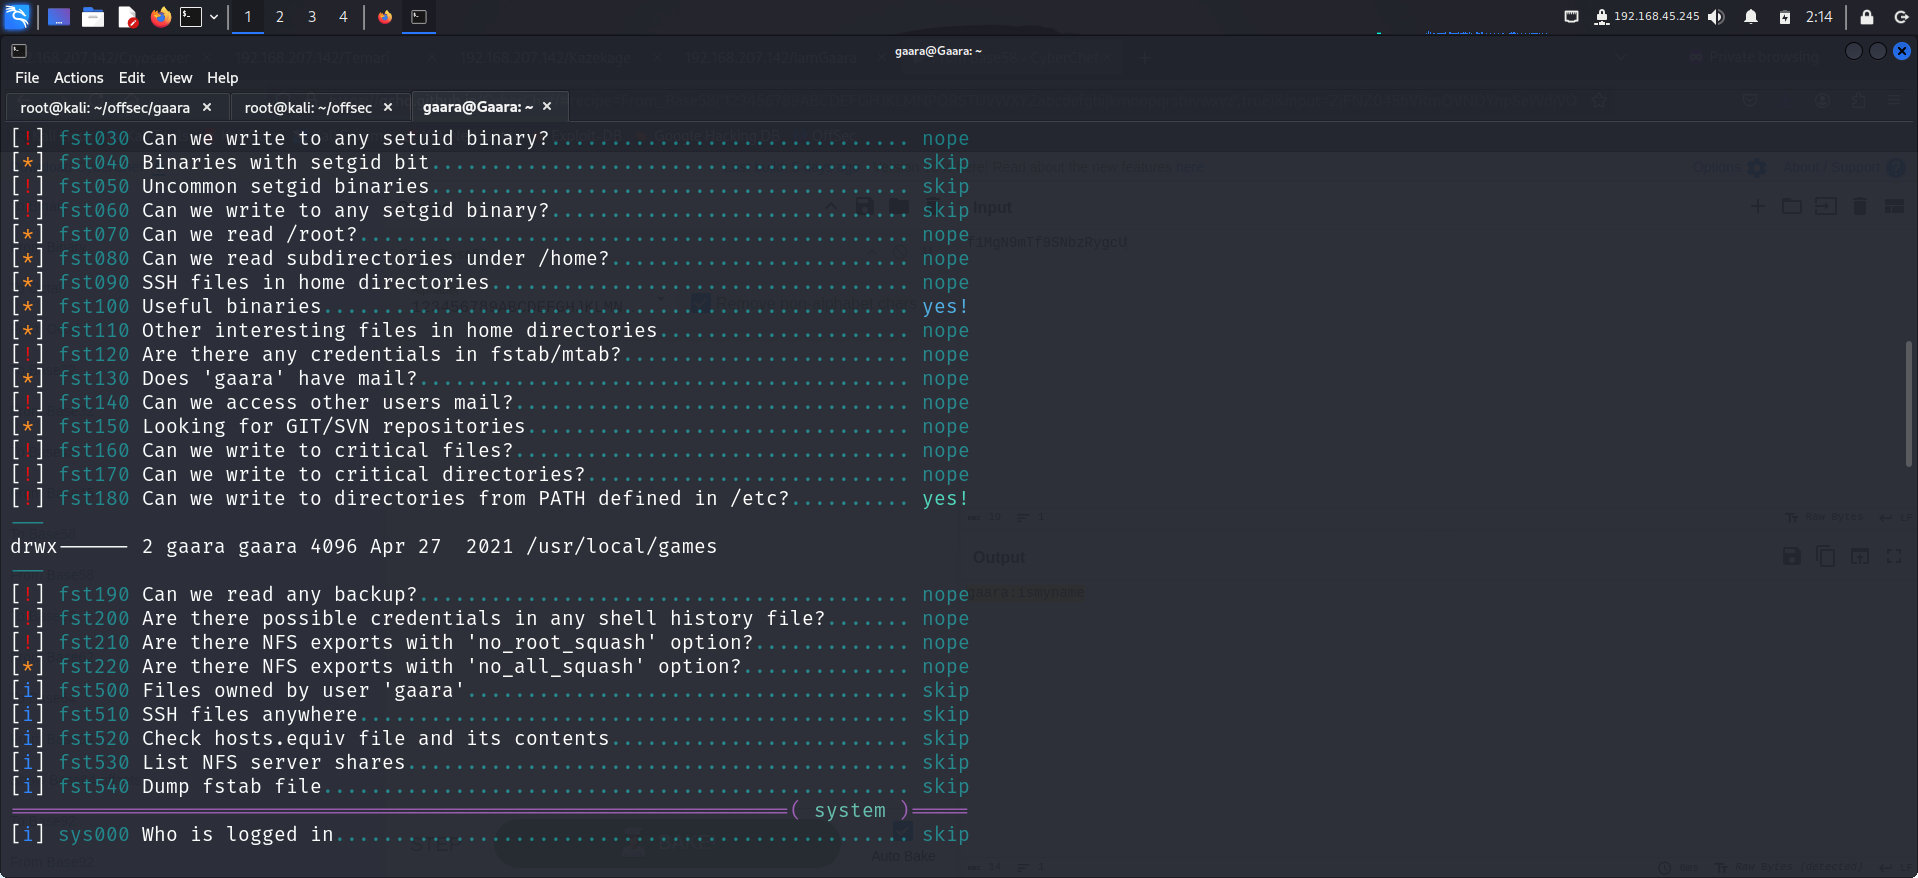 1 2 3 4
192.168.45.245
2:14
gaara@Gaara: ~
File Actions Edit View Help
root@kali: ~/offsec/gaara × root@kali: ~/offsec × gaara@Gaara: ~ ×
[!] fst030 Can we write to any setuid binary?.............................. nope
[*] fst040 Binaries with setgid bit........................................ skip
[!] fst050 Uncommon setgid binaries........................................ skip
[!] fst060 Can we write to any setgid binary?.............................. skip
[*] fst070 Can we read /root?.............................................. nope
[*] fst080 Can we read subdirectories under /home?......................... nope
[*] fst090 SSH files in home directories................................... nope
[*] fst100 Useful binaries................................................. yes!
[*] fst110 Other interesting files in home directories..................... nope
[!] fst120 Are there any credentials in fstab/mtab?........................ nope
[*] fst130 Does 'gaara' have mail?......................................... nope
[!] fst140 Can we access other users mail?................................. nope
[*] fst150 Looking for GIT/SVN repositories................................ nope
[!] fst160 Can we write to critical files?................................. nope
[!] fst170 Can we write to critical directories?........................... nope
[!] fst180 Can we write to directories from PATH defined in /etc?.......... yes!
---
drwx------ 2 gaara gaara 4096 Apr 27  2021 /usr/local/games
---
[!] fst190 Can we read any backup?......................................... nope
[!] fst200 Are there possible credentials in any shell history file?....... nope
[!] fst210 Are there NFS exports with 'no_root_squash' option?............. nope
[*] fst220 Are there NFS exports with 'no_all_squash' option?.............. nope
[i] fst500 Files owned by user 'gaara'..................................... skip
[i] fst510 SSH files anywhere.............................................. skip
[i] fst520 Check hosts.equiv file and its contents......................... skip
[i] fst530 List NFS server shares.......................................... skip
[i] fst540 Dump fstab file................................................. skip
=================================================================( system )=====
[i] sys000 Who is logged in................................................ skip
Private browsing
Input
f1MgN9mTf9SNbzRygcU
Output
gaara:ismyname
Auto Bake